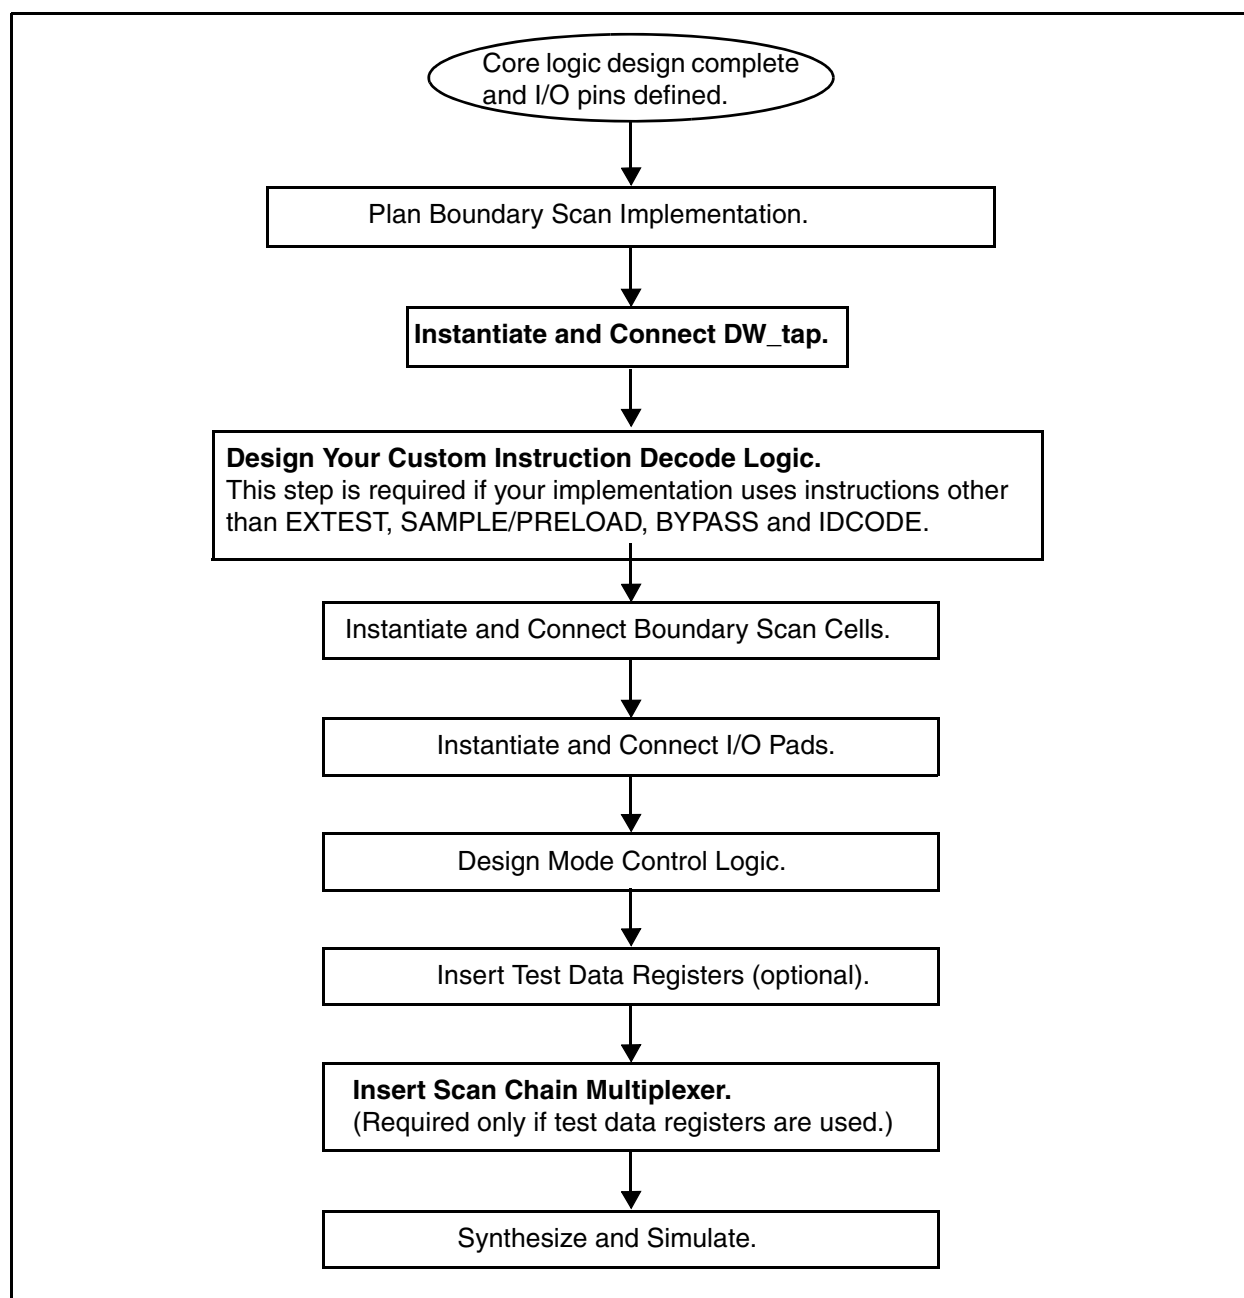 Core logic design complete
and I/O pins defined.
Plan Boundary Scan Implementation.
Instantiate and Connect DW_tap.
Design Your Custom Instruction Decode Logic.
This step is required if your implementation uses instructions other
than EXTEST, SAMPLE/PRELOAD, BYPASS and IDCODE.
Instantiate and Connect Boundary Scan Cells.
Instantiate and Connect I/O Pads.
Design Mode Control Logic.
Insert Test Data Registers (optional).
Insert Scan Chain Multiplexer.
(Required only if test data registers are used.)
Synthesize and Simulate.